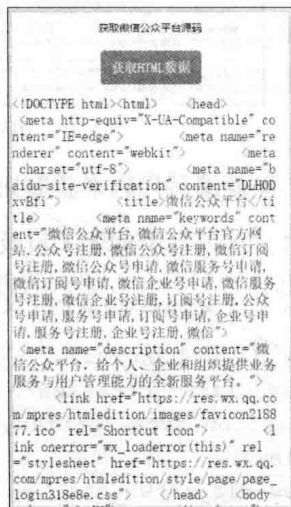 获取微信公众平台源码
获取HTML数据
<!DOCTYPE html><html> <head>
<meta http-equiv="X-UA-Compatible" co
ntent="IE=edge"> <meta name="re
nderer" content="webkit"> <meta
charset="utf-8"> <meta name="b
aidu-site-verification" content="DLHOD
xvBfi"> <title>微信公众平台</ti
tle> <meta name="keywords" cont
ent="微信公众平台,微信公众平台官方网
站,公众号注册,微信公众号注册,微信订阅
号注册,微信公众号申请,微信服务号申请,
微信订阅号申请,微信企业号申请,微信服务
号注册,微信企业号注册,订阅号注册,公众
号申请,服务号申请,订阅号申请,企业号申
请,服务号注册,企业号注册,微信">
<meta name="description" content="微
信公众平台,给个人、企业和组织提供业务
服务与用户管理能力的全新服务平台。">
<link href="https://res.wx.qq.co
m/mpres/htmledition/images/favicon2188
77.ico" rel="Shortcut Icon"> <l
ink onerror="wx_loaderror(this)" rel
="stylesheet" href="https://res.wx.qq.
com/mpres/htmledition/style/page/page_
login318e8e.css"> </head> <body